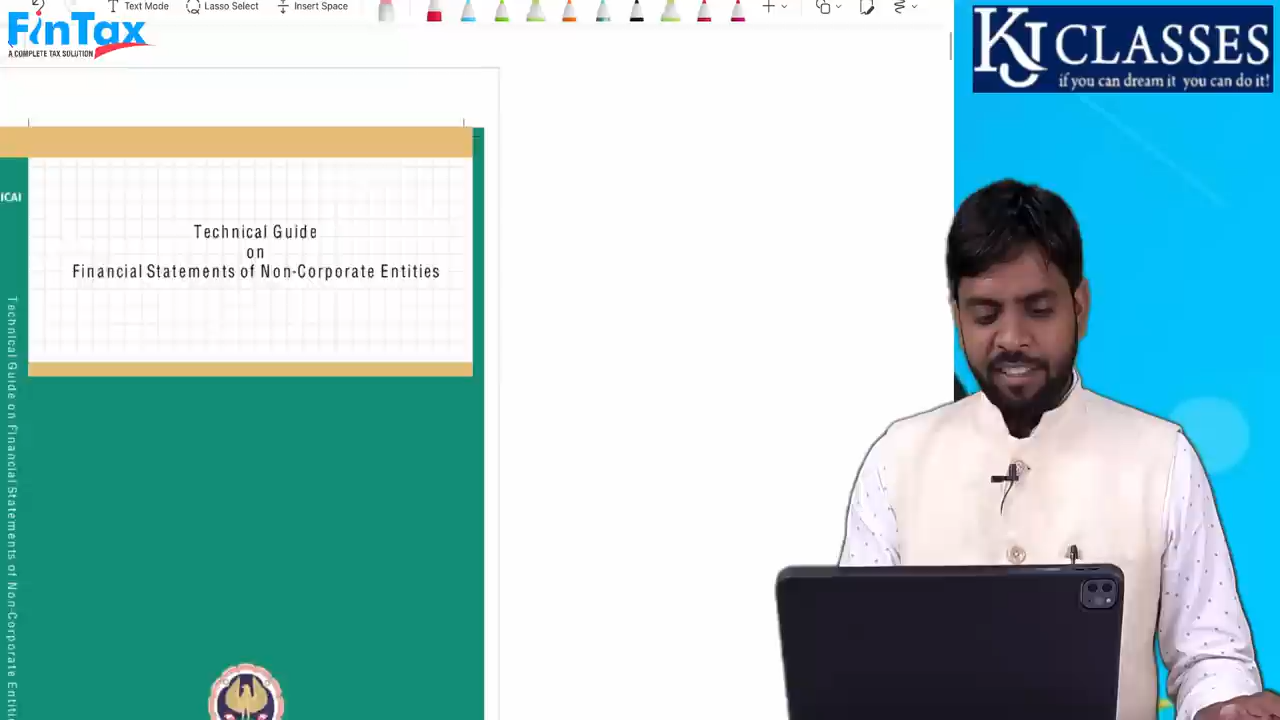 Text Mode
Lasso Select
Insert Space
FinTax
A COMPLETE TAX SOLUTION
KJ CLASSES
if you can dream it you can do it!
ICAI
Technical Guide
on
Financial Statements of Non-Corporate Entities
Technical Guide on Financial Statements of Non-Corporate